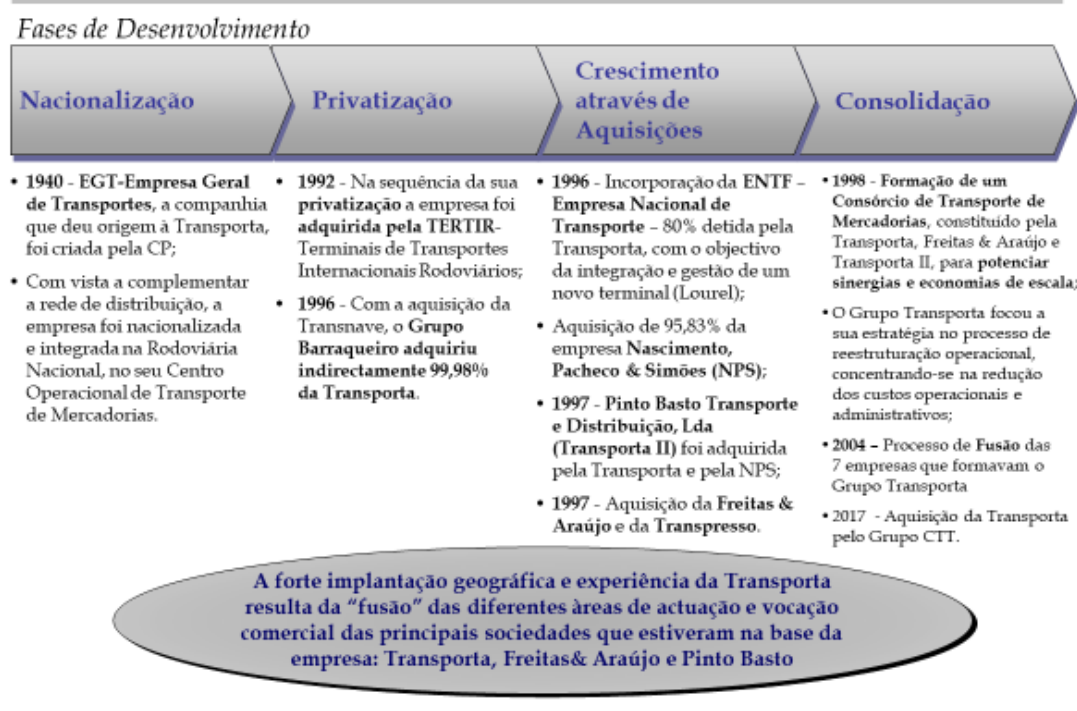 Fases de Desenvolvimento
Nacionalização
Privatização
Crescimento
através de
Aquisições
Consolidação
• 1940 - EGT-Empresa Geral
de Transportes, a companhia
que deu origem à Transporta,
foi criada pela CP;
• Com vista a complementar
a rede de distribuição, a
empresa foi nacionalizada
e integrada na Rodoviária
Nacional, no seu Centro
Operacional de Transporte
de Mercadorias.
• 1992 - Na sequência da sua
privatização a empresa foi
adquirida pela TERTIR-
Terminais de Transportes
Internacionais Rodoviários;
• 1996 - Com a aquisição da
Transnave, o Grupo
Barraqueiro adquiriu
indirectamente 99,98%
da Transporta.
• 1996 - Incorporação da ENTF –
Empresa Nacional de
Transporte – 80% detida pela
Transporta, com o objectivo
da integração e gestão de um
novo terminal (Lourel);
• Aquisição de 95,83% da
empresa Nascimento,
Pacheco & Simões (NPS);
• 1997 - Pinto Basto Transporte
e Distribuição, Lda
(Transporta II) foi adquirida
pela Transporta e pela NPS;
• 1997 - Aquisição da Freitas &
Araújo e da Transpresso.
• 1998 - Formação de um
Consórcio de Transporte de
Mercadorias, constituído pela
Transporta, Freitas & Araújo e
Transporta II, para potenciar
sinergias e economias de escala;
• O Grupo Transporta focou a
sua estratégia no processo de
reestruturação operacional,
concentrando-se na redução
dos custos operacionais e
administrativos;
• 2004 – Processo de Fusão das
7 empresas que formavam o
Grupo Transporta
• 2017 - Aquisição da Transporta
pelo Grupo CTT.
A forte implantação geográfica e experiência da Transporta
resulta da “fusão” das diferentes àreas de actuação e vocação
comercial das principais sociedades que estiveram na base da
empresa: Transporta, Freitas& Araújo e Pinto Basto